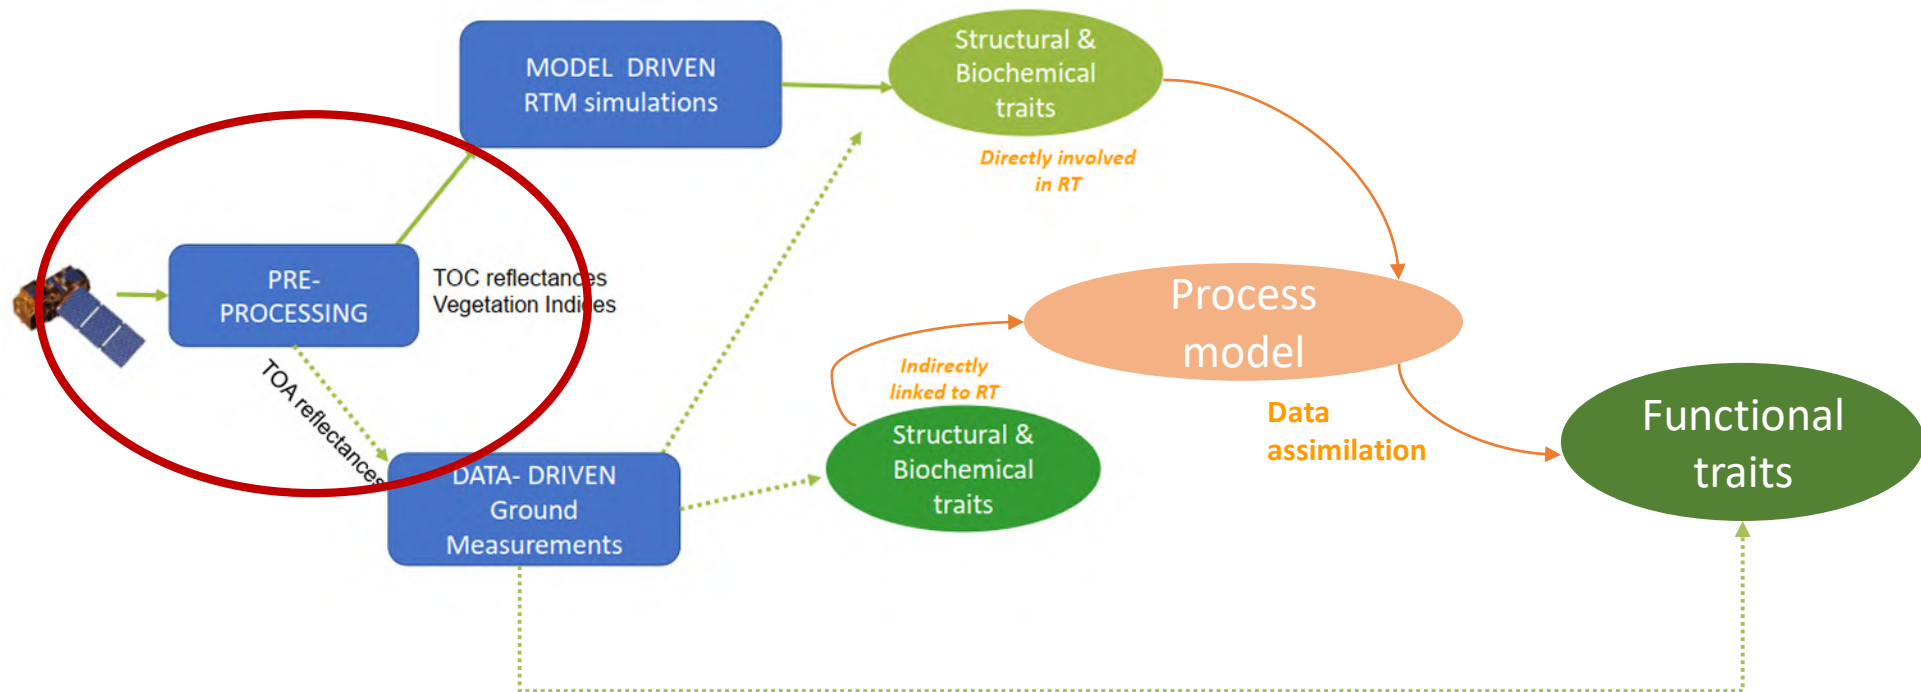 MODEL DRIVEN
RTM simulations
Structural &
Biochemical
traits
Directly involved
in RT
PRE-
PROCESSING
TOC reflectances
Vegetation Indices
TOA reflectances
DATA- DRIVEN
Ground
Measurements
Indirectly
linked to RT
Structural &
Biochemical
traits
Process
model
Data
assimilation
Functional
traits